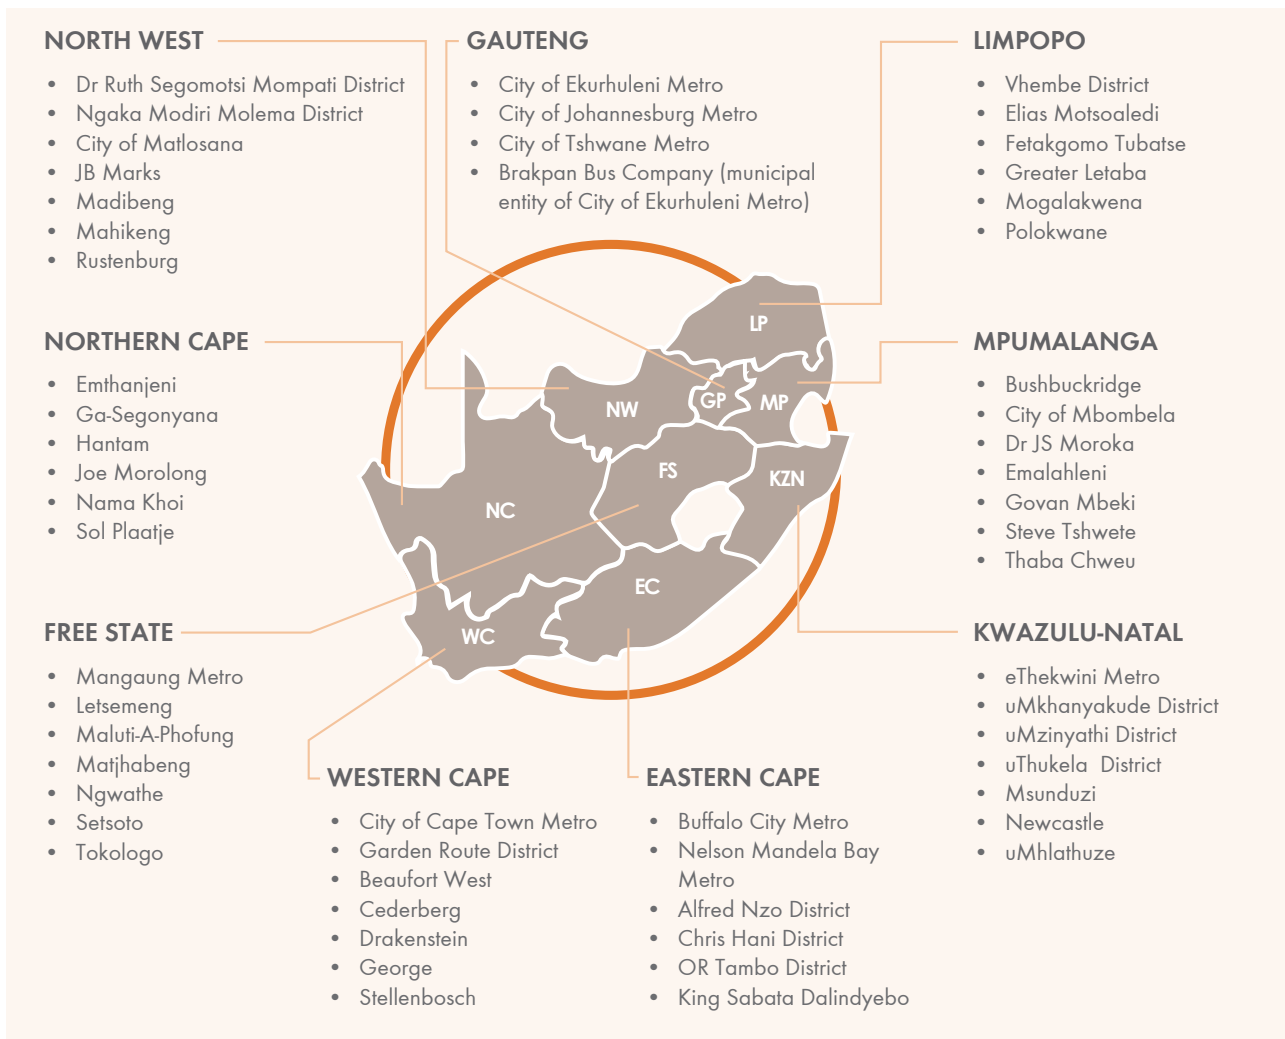 NORTH WEST
• Dr Ruth Segomotsi Mompati District
• Ngaka Modiri Molema District
• City of Matlosana
• JB Marks
• Madibeng
• Mahikeng
• Rustenburg
GAUTENG
• City of Ekurhuleni Metro
• City of Johannesburg Metro
• City of Tshwane Metro
• Brakpan Bus Company (municipal
entity of City of Ekurhuleni Metro)
LIMPOPO
• Vhembe District
• Elias Motsoaledi
• Fetakgomo Tubatse
• Greater Letaba
• Mogalakwena
• Polokwane
NORTHERN CAPE
• Emthanjeni
• Ga-Segonyana
• Hantam
• Joe Morolong
• Nama Khoi
• Sol Plaatje
LP
NW
GP
MP
FS
KZN
NC
EC
WC
MPUMALANGA
• Bushbuckridge
• City of Mbombela
• Dr JS Moroka
• Emalahleni
• Govan Mbeki
• Steve Tshwete
• Thaba Chweu
FREE STATE
• Mangaung Metro
• Letsemeng
• Maluti-A-Phofung
• Matjhabeng
• Ngwathe
• Setsoto
• Tokologo
KWAZULU-NATAL
• eThekwini Metro
• uMkhanyakude District
• uMzinyathi District
• uThukela District
• Msunduzi
• Newcastle
• uMhlathuze
WESTERN CAPE
• City of Cape Town Metro
• Garden Route District
• Beaufort West
• Cederberg
• Drakenstein
• George
• Stellenbosch
EASTERN CAPE
• Buffalo City Metro
• Nelson Mandela Bay
Metro
• Alfred Nzo District
• Chris Hani District
• OR Tambo District
• King Sabata Dalindyebo